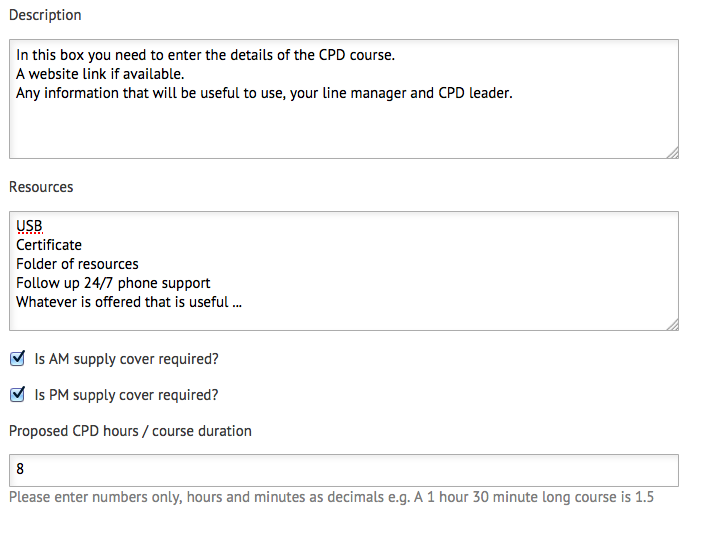 Description
In this box you need to enter the details of the CPD course.
A website link if available.
Any information that will be useful to use, your line manager and CPD leader.
Resources
USB
Certificate
Folder of resources
Follow up 24/7 phone support
Whatever is offered that is useful ...
Is AM supply cover required?
Is PM supply cover required?
Proposed CPD hours / course duration
8
Please enter numbers only, hours and minutes as decimals e.g. A 1 hour 30 minute long course is 1.5